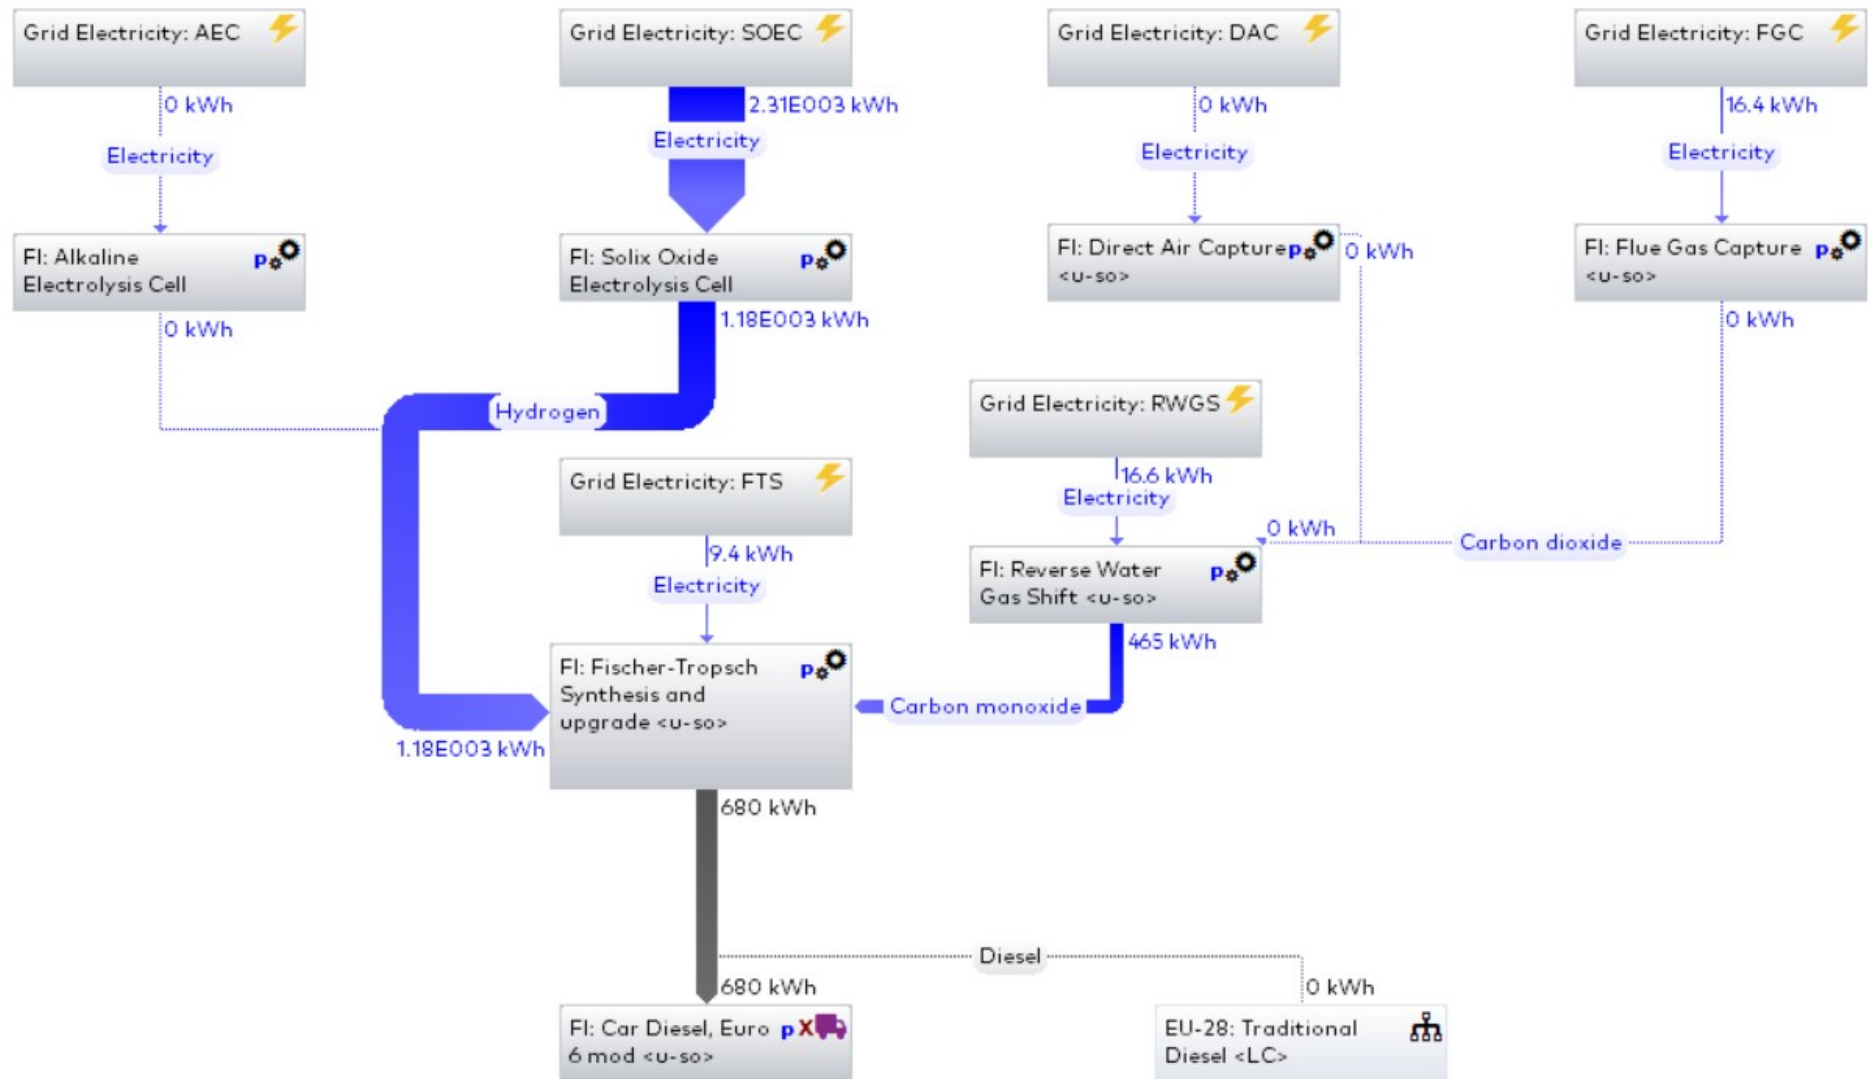 Grid Electricity: AEC
Grid Electricity: SOEC
Grid Electricity: DAC
Grid Electricity: FGC
0 kWh
2.31E003 kWh
0 kWh
16.4 kWh
Electricity
Electricity
Electricity
Electricity
FI: Alkaline
Electrolysis Cell
p
FI: Solix Oxide
Electrolysis Cell
p
FI: Direct Air Capture
<u-so>
p
0 kWh
FI: Flue Gas Capture
<u-so>
p
0 kWh
1.18E003 kWh
0 kWh
Hydrogen
Grid Electricity: RWGS
16.6 kWh
Electricity
Grid Electricity: FTS
9.4 kWh
Electricity
0 kWh
Carbon dioxide
FI: Reverse Water
Gas Shift <u-so>
p
465 kWh
FI: Fischer-Tropsch
Synthesis and
upgrade <u-so>
p
Carbon monoxide
1.18E003 kWh
680 kWh
Diesel
680 kWh
0 kWh
FI: Car Diesel, Euro
6 mod <u-so>
p X
EU-28: Traditional
Diesel <LC>